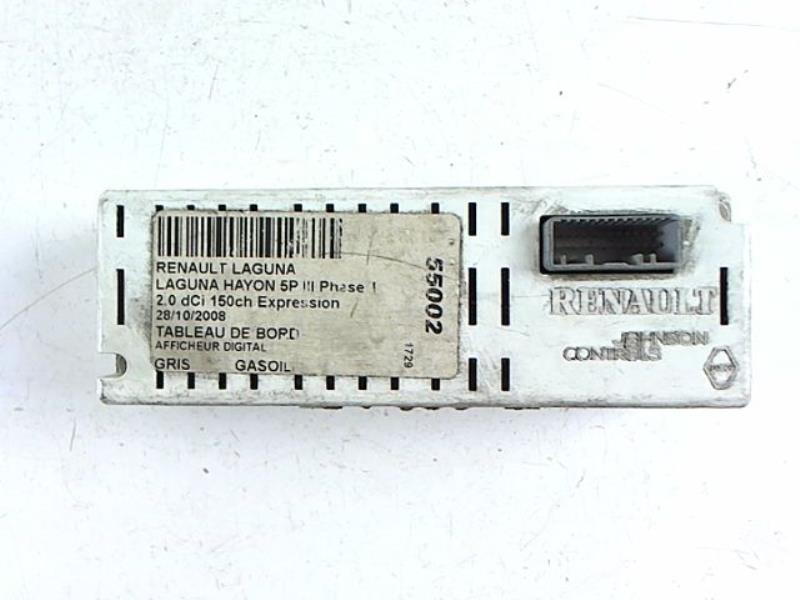 RENAULT LAGUNA
LAGUNA HAYON 5P III Phase 1
2.0 dCi 150ch Expression
28/10/2008
TABLEAU DE BORD
AFFICHEUR DIGITAL
GRIS GASOIL
55002
1729
RENAULT
JOHNSON
CONTROLS